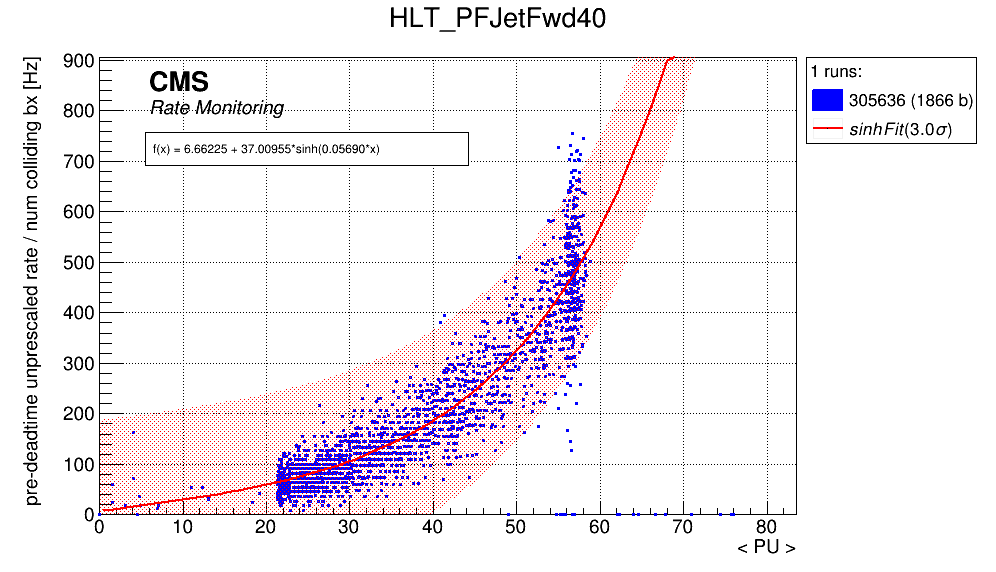 HLT_PFJetFwd40
pre-deadtime unprescaled rate / num colliding bx [Hz]
900
800
700
600
500
400
300
200
100
0
CMS
Rate Monitoring
f(x) = 6.66225 + 37.00955*sinh(0.05690*x)
0 10 20 30 40 50 60 70 80
< PU >
1 runs:
305636 (1866 b)
sinhFit(3.0σ)